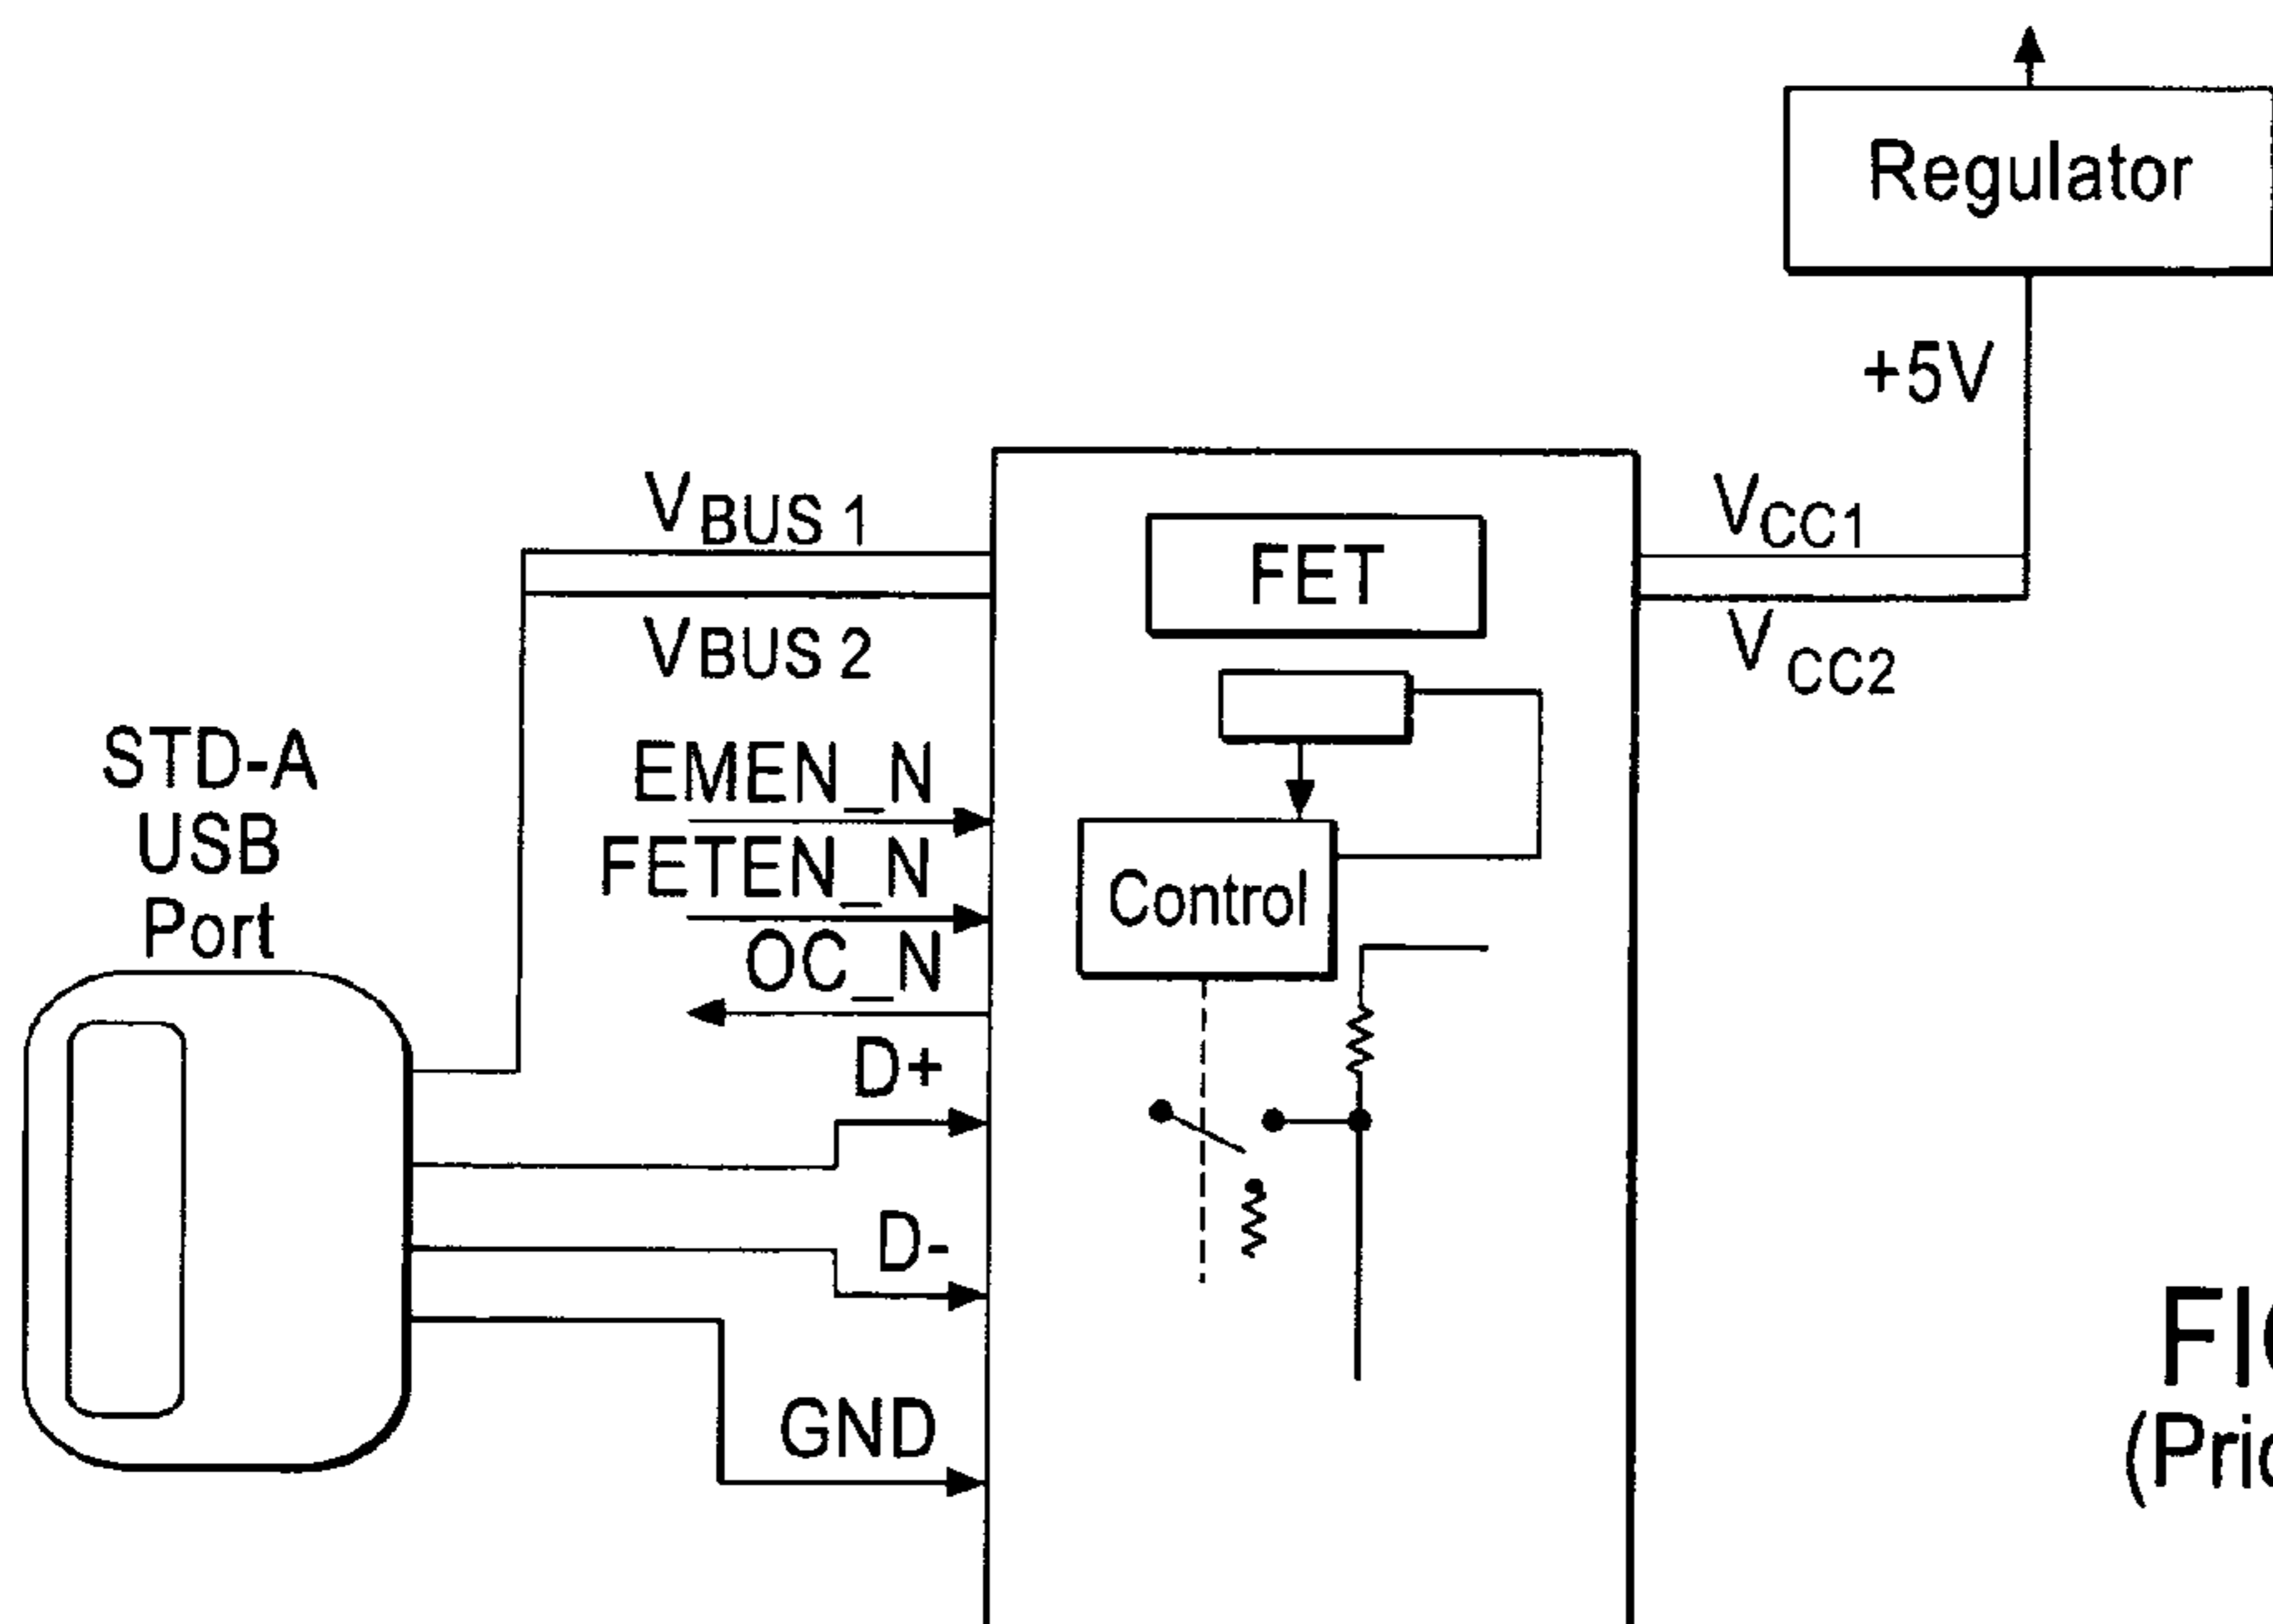 Regulator
+5V
VBUS 1
VBUS 2
VCC1
VCC2
FET
STD-A
USB
Port
EMEN_N
FETEN_N
OC_N
Control
D+
D-
GND